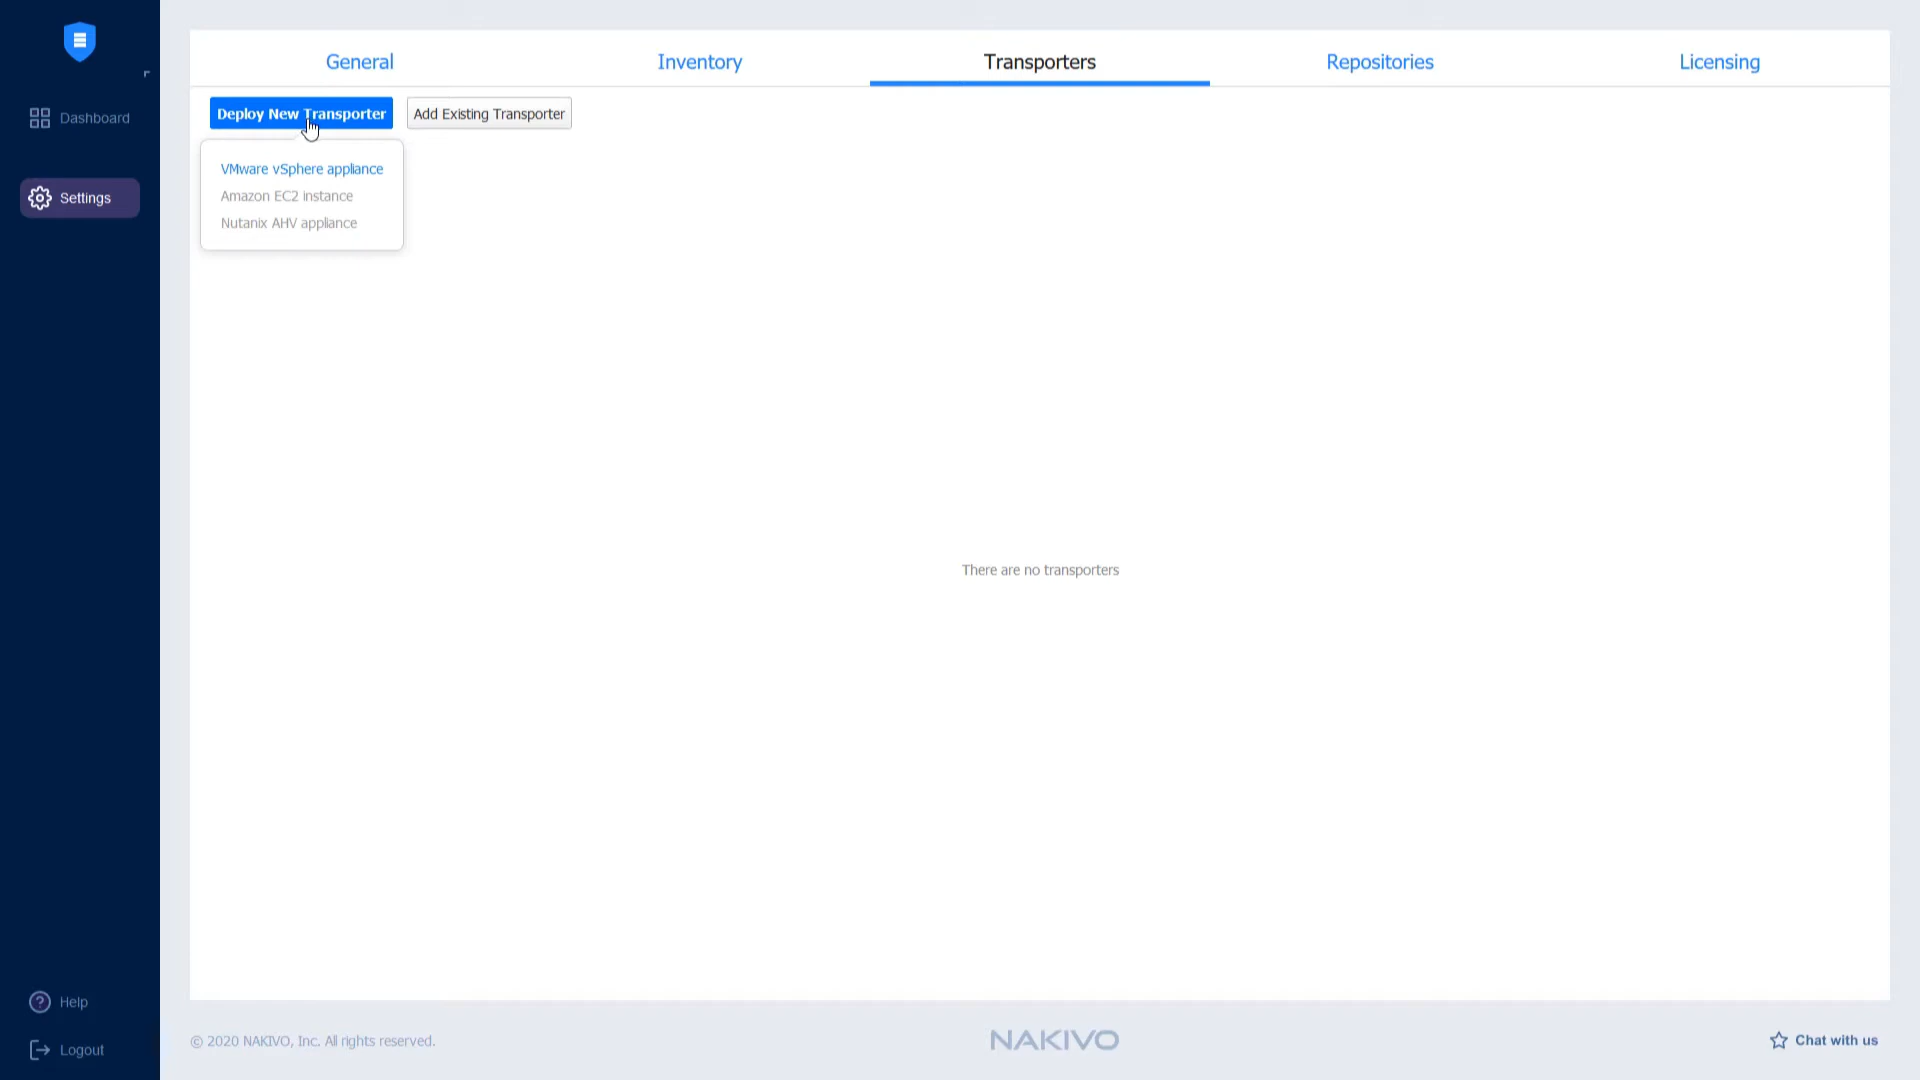 General
Inventory
Transporters
Repositories
Licensing
Dashboard
Settings
Deploy New Transporter
Add Existing Transporter
VMware vSphere appliance
Amazon EC2 instance
Nutanix AHV appliance
There are no transporters
? Help
Logout
© 2020 NAKIVO, Inc. All rights reserved.
NAKIVO
Chat with us